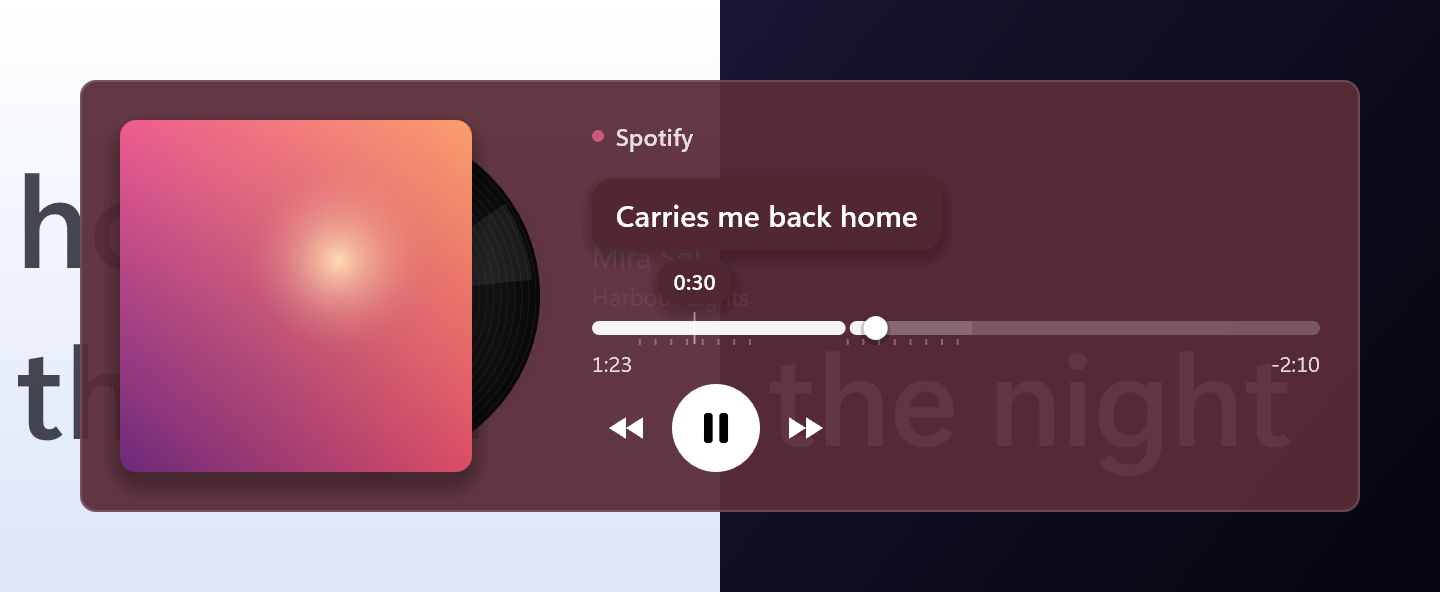 Spotify
Carries me back home
Mira Sol
0:30
Harbour Lights
1:23
-2:10
the night